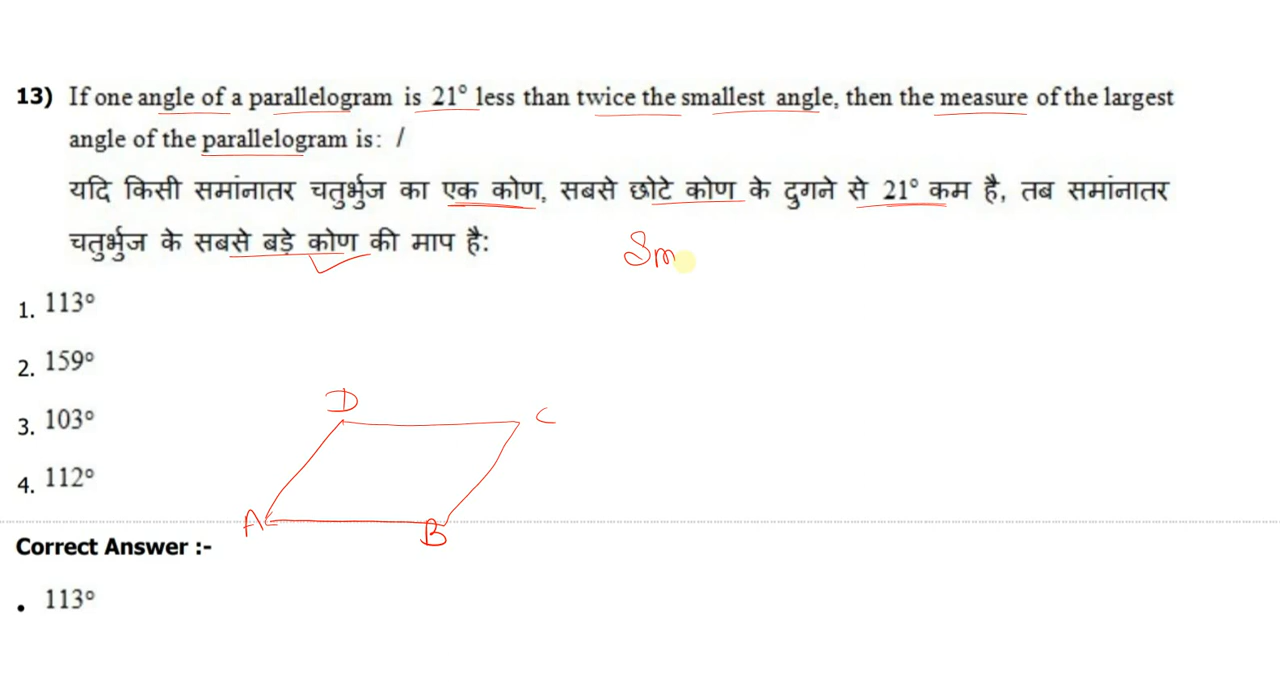 13) If one angle of a parallelogram is 21° less than twice the smallest angle, then the measure of the largest
angle of the parallelogram is: /
यदि किसी समांनातर चतुर्भुज का एक कोण, सबसे छोटे कोण के दुगने से 21° कम है, तब समांनातर
चतुर्भुज के सबसे बड़े कोण की माप है:
Sm
1. 113°
2. 159°
3. 103°
4. 112°
D
C
A
B
Correct Answer :-
• 113°